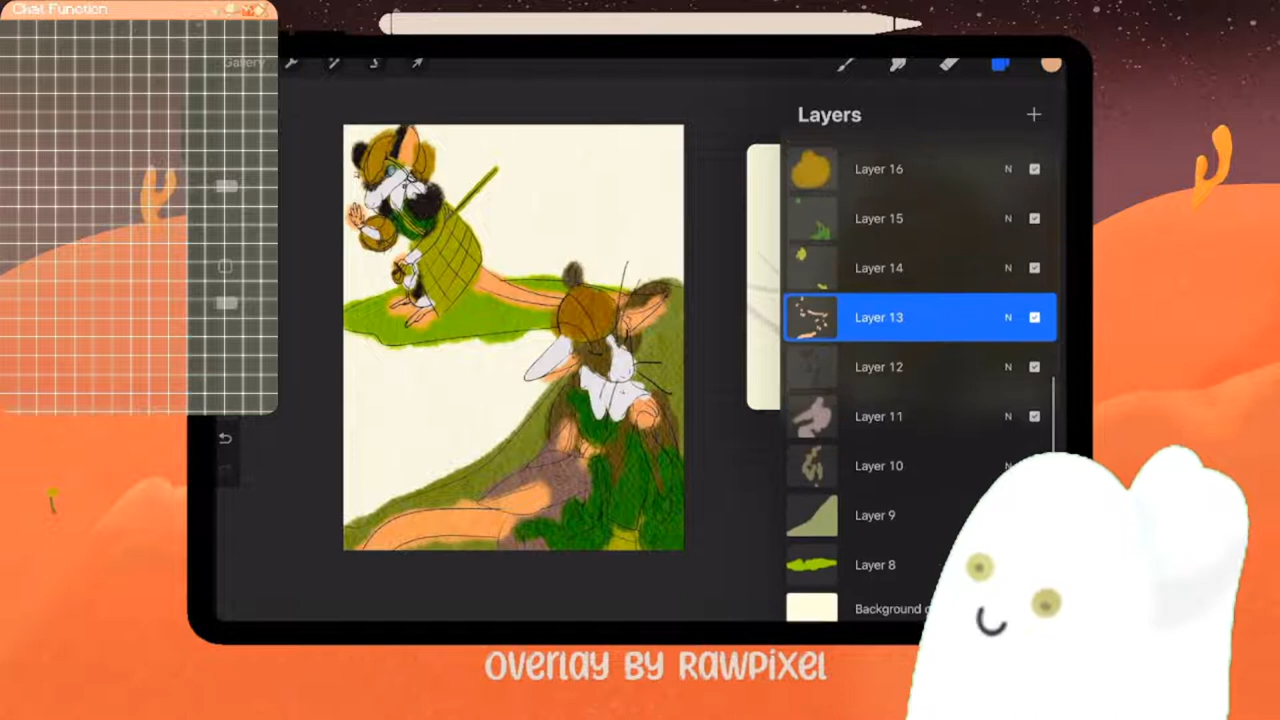 Chat Function
Gallery
Layers
Layer 16 N
Layer 15 N
Layer 14 N
Layer 13 N
Layer 12 N
Layer 11 N
Layer 10 N
Layer 9
Layer 8
Background
OVERLAY BY RAWPIXEL